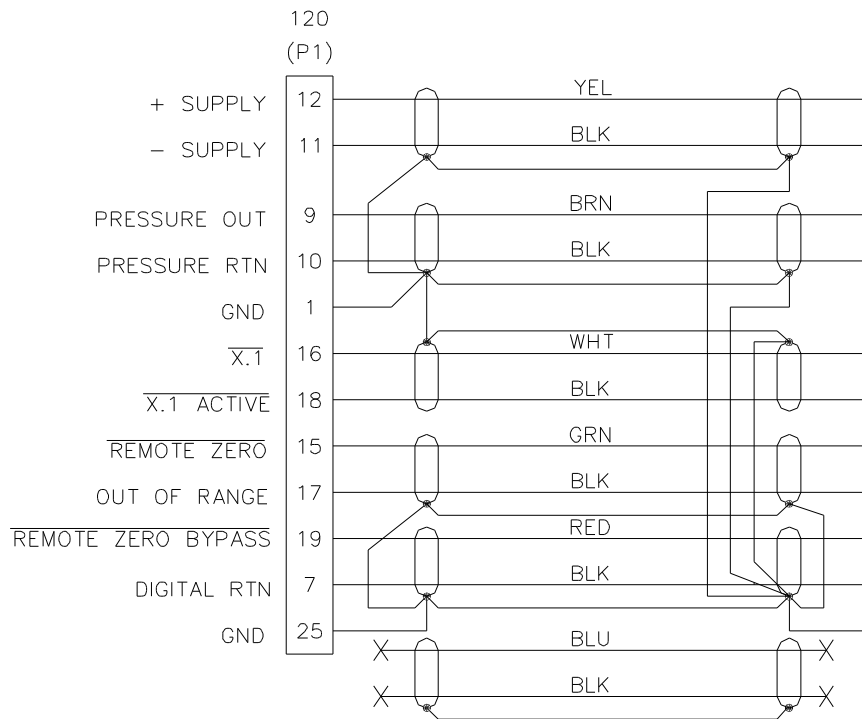 120
(P1)
+ SUPPLY 12 YEL
- SUPPLY 11 BLK
PRESSURE OUT 9 BRN
PRESSURE RTN 10 BLK
GND 1
X.1 16 WHT
X.1 ACTIVE 18 BLK
REMOTE ZERO 15 GRN
OUT OF RANGE 17 BLK
REMOTE ZERO BYPASS 19 RED
DIGITAL RTN 7 BLK
GND 25
X BLU X
X BLK X